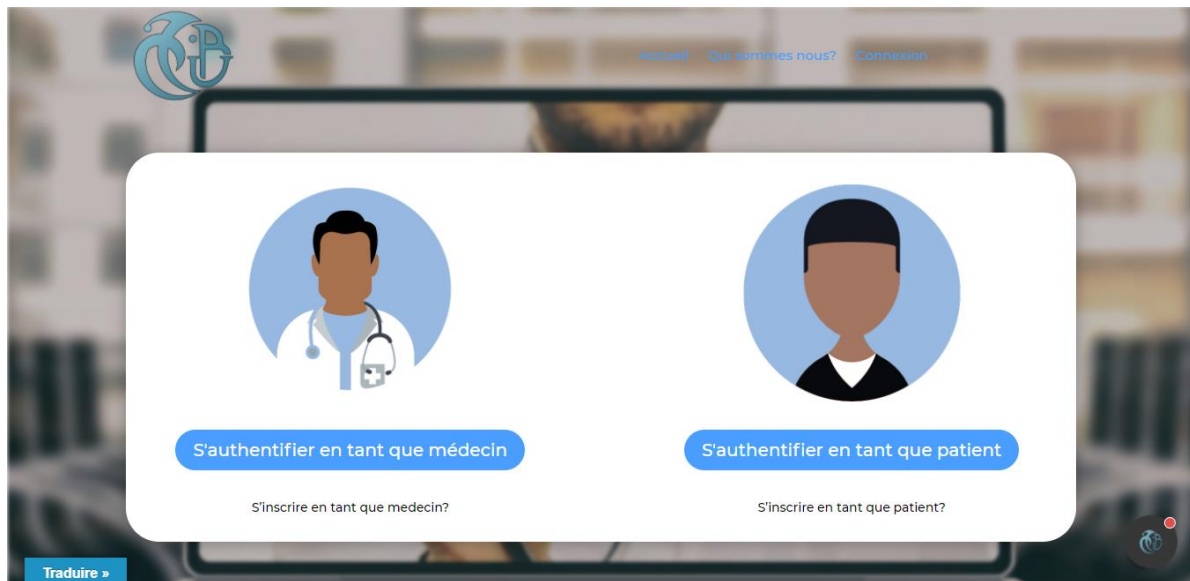 Accueil Qui sommes nous? Connexion
S'authentifier en tant que médecin
S'authentifier en tant que patient
S'inscrire en tant que medecin?
S'inscrire en tant que patient?
Traduire »